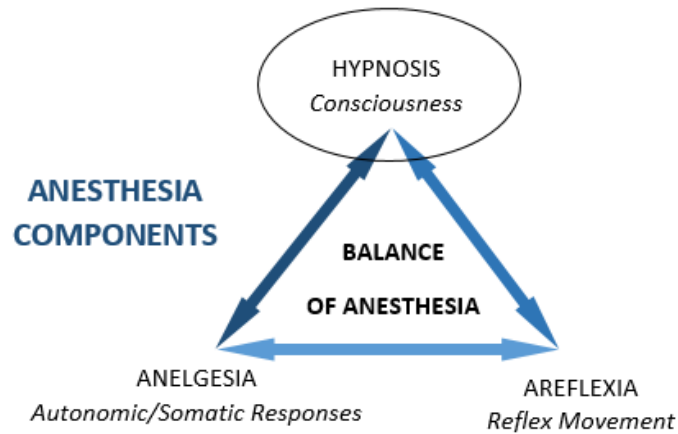 HYPNOSIS
Consciousness
ANESTHESIA
COMPONENTS
BALANCE
OF ANESTHESIA
ANELGESIA
Autonomic/Somatic Responses
AREFLEXIA
Reflex Movement